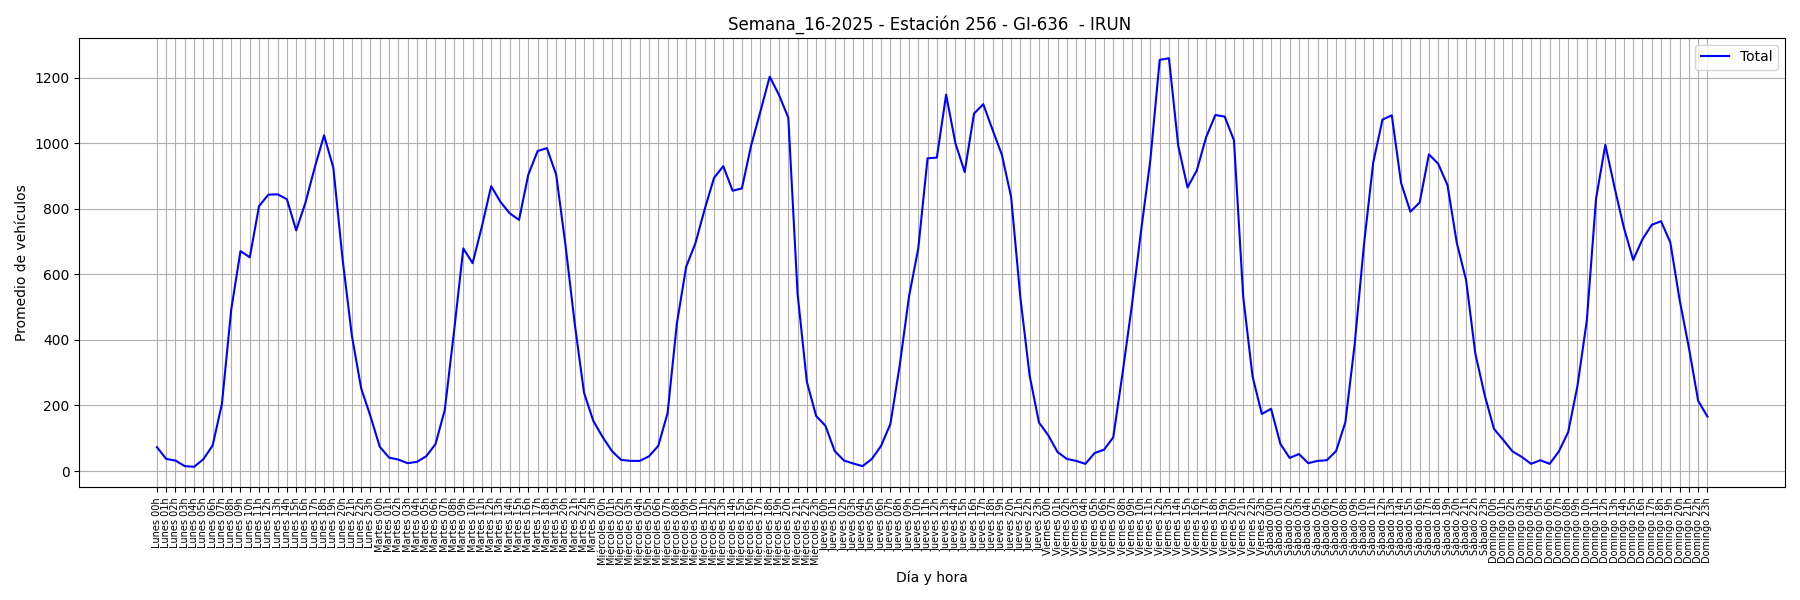 Semana_16-2025 - Estación 256 - GI-636  - IRUN
Total
Promedio de vehículos
1200
1000
800
600
400
200
0
Lunes 00h
Lunes 01h
Lunes 02h
Lunes 03h
Lunes 04h
Lunes 05h
Lunes 06h
Lunes 07h
Lunes 08h
Lunes 09h
Lunes 10h
Lunes 11h
Lunes 12h
Lunes 13h
Lunes 14h
Lunes 15h
Lunes 16h
Lunes 17h
Lunes 18h
Lunes 19h
Lunes 20h
Lunes 21h
Lunes 22h
Lunes 23h
Martes 00h
Martes 01h
Martes 02h
Martes 03h
Martes 04h
Martes 05h
Martes 06h
Martes 07h
Martes 08h
Martes 09h
Martes 10h
Martes 11h
Martes 12h
Martes 13h
Martes 14h
Martes 15h
Martes 16h
Martes 17h
Martes 18h
Martes 19h
Martes 20h
Martes 21h
Martes 22h
Martes 23h
Miércoles 00h
Miércoles 01h
Miércoles 02h
Miércoles 03h
Miércoles 04h
Miércoles 05h
Miércoles 06h
Miércoles 07h
Miércoles 08h
Miércoles 09h
Miércoles 10h
Miércoles 11h
Miércoles 12h
Miércoles 13h
Miércoles 14h
Miércoles 15h
Miércoles 16h
Miércoles 17h
Miércoles 18h
Miércoles 19h
Miércoles 20h
Miércoles 21h
Miércoles 22h
Miércoles 23h
Jueves 00h
Jueves 01h
Jueves 02h
Jueves 03h
Jueves 04h
Jueves 05h
Jueves 06h
Jueves 07h
Jueves 08h
Jueves 09h
Jueves 10h
Jueves 11h
Jueves 12h
Jueves 13h
Jueves 14h
Jueves 15h
Jueves 16h
Jueves 17h
Jueves 18h
Jueves 19h
Jueves 20h
Jueves 21h
Jueves 22h
Jueves 23h
Viernes 00h
Viernes 01h
Viernes 02h
Viernes 03h
Viernes 04h
Viernes 05h
Viernes 06h
Viernes 07h
Viernes 08h
Viernes 09h
Viernes 10h
Viernes 11h
Viernes 12h
Viernes 13h
Viernes 14h
Viernes 15h
Viernes 16h
Viernes 17h
Viernes 18h
Viernes 19h
Viernes 20h
Viernes 21h
Viernes 22h
Viernes 23h
Sábado 00h
Sábado 01h
Sábado 02h
Sábado 03h
Sábado 04h
Sábado 05h
Sábado 06h
Sábado 07h
Sábado 08h
Sábado 09h
Sábado 10h
Sábado 11h
Sábado 12h
Sábado 13h
Sábado 14h
Sábado 15h
Sábado 16h
Sábado 17h
Sábado 18h
Sábado 19h
Sábado 20h
Sábado 21h
Sábado 22h
Sábado 23h
Domingo 00h
Domingo 01h
Domingo 02h
Domingo 03h
Domingo 04h
Domingo 05h
Domingo 06h
Domingo 07h
Domingo 08h
Domingo 09h
Domingo 10h
Domingo 11h
Domingo 12h
Domingo 13h
Domingo 14h
Domingo 15h
Domingo 16h
Domingo 17h
Domingo 18h
Domingo 19h
Domingo 20h
Domingo 21h
Domingo 22h
Domingo 23h
Día y hora